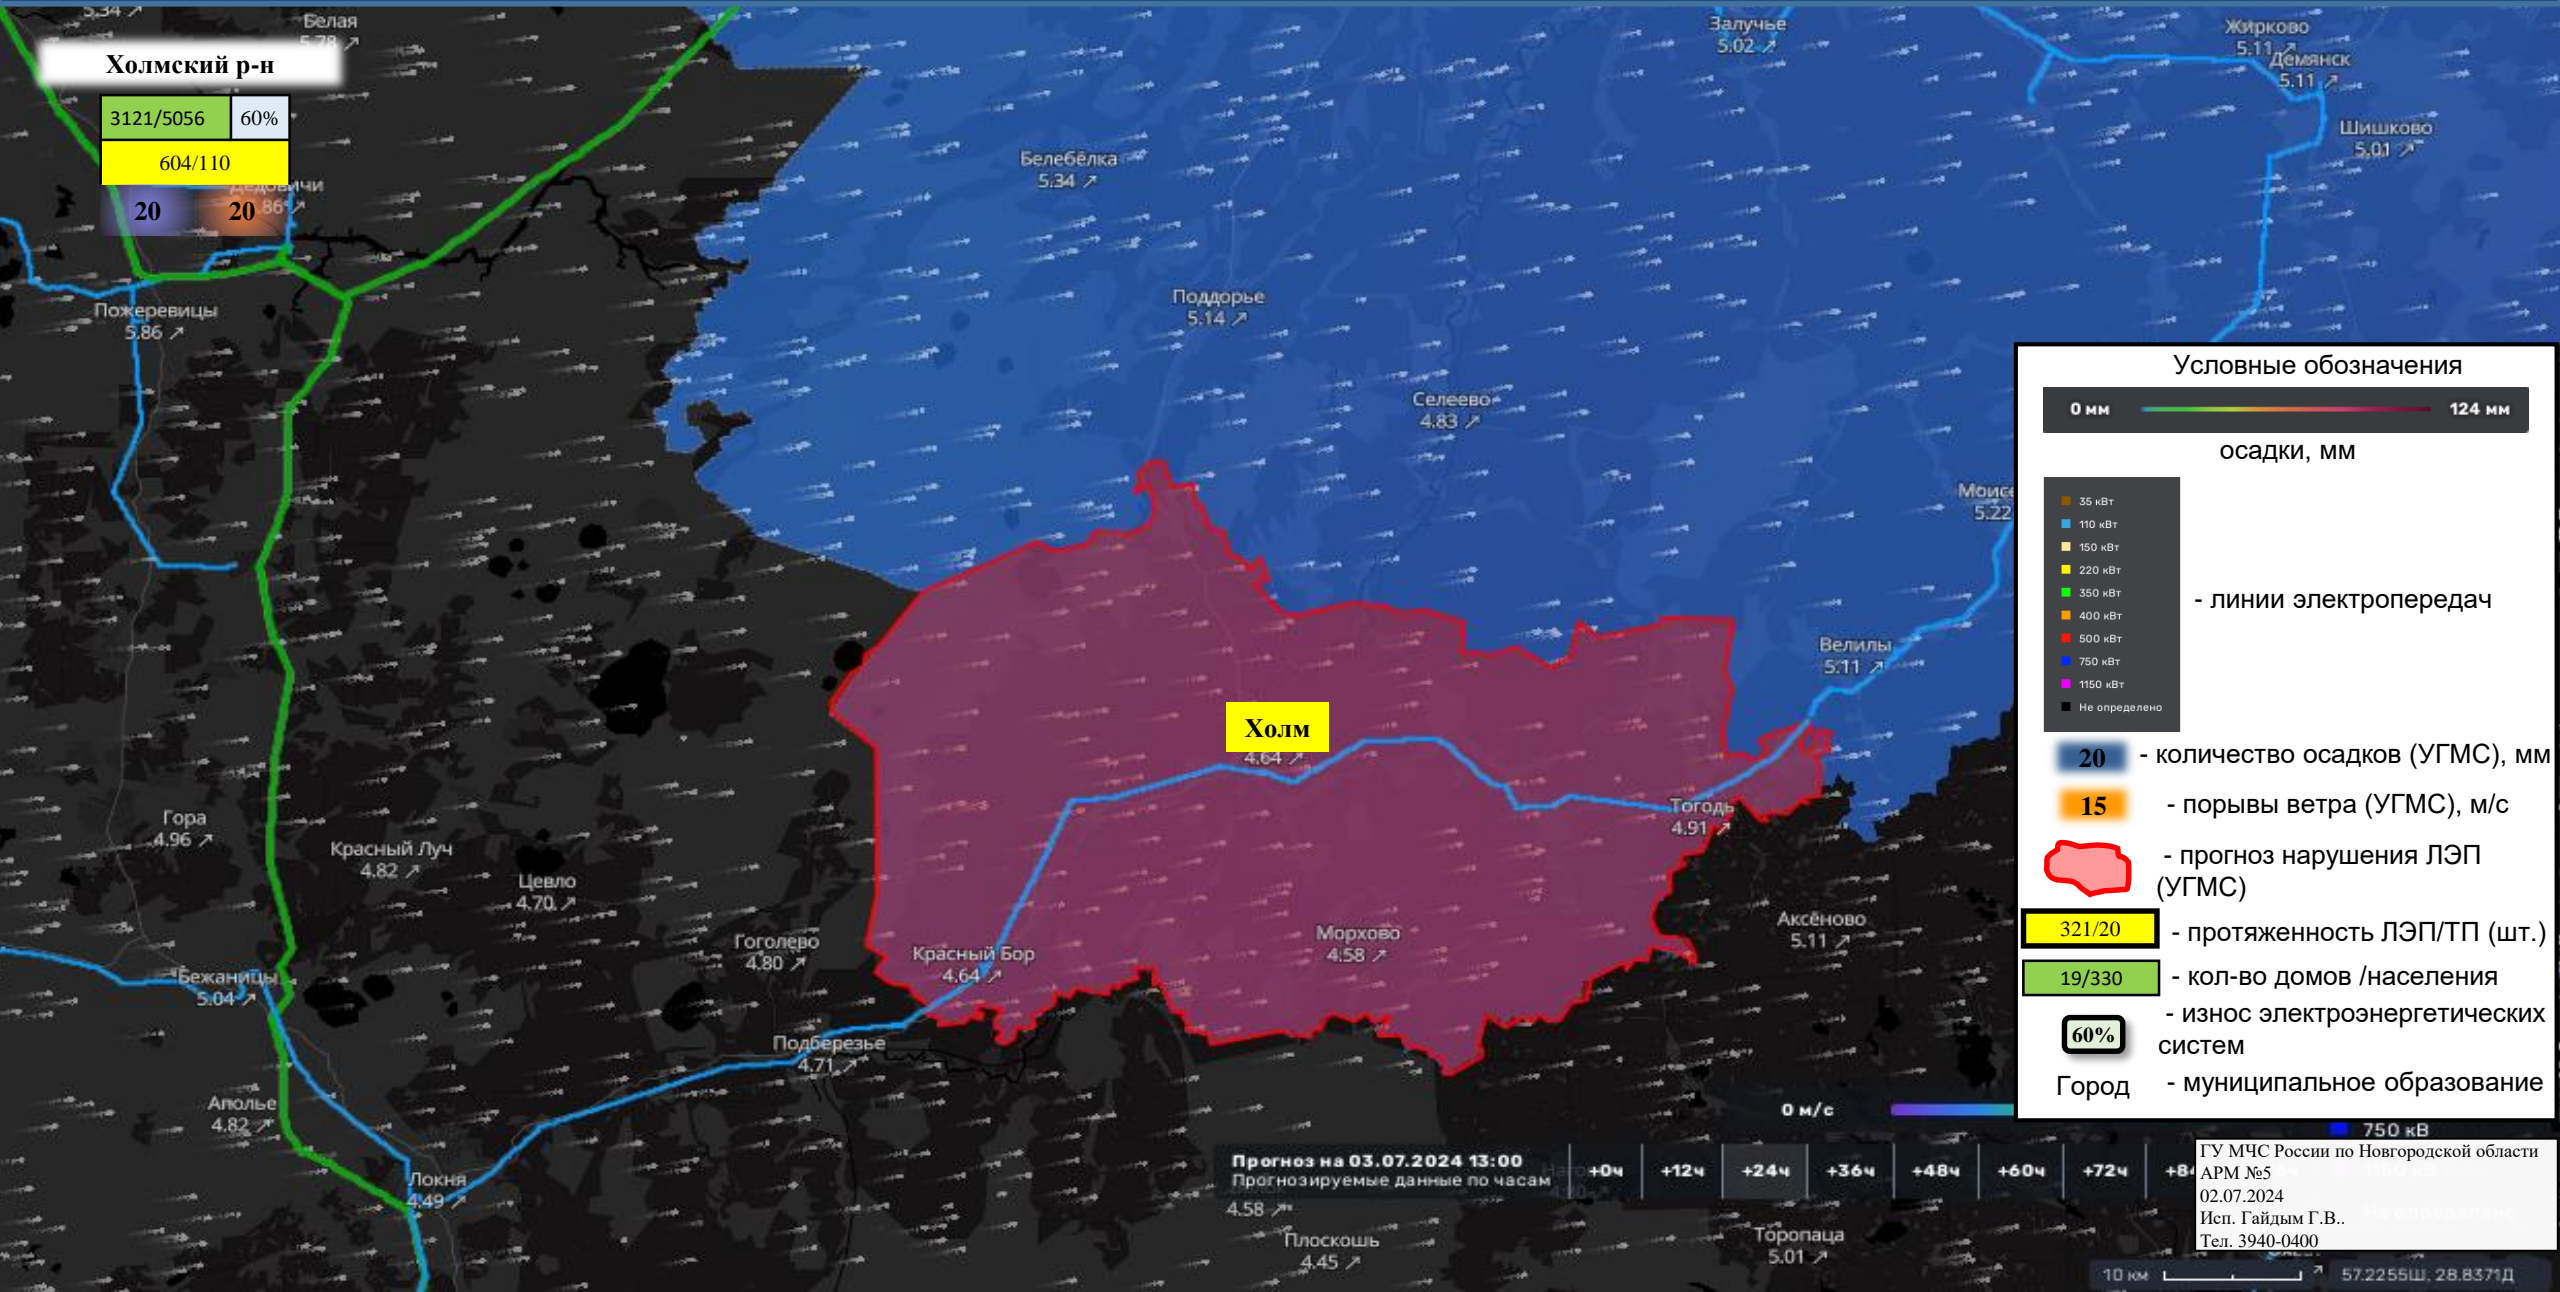 5.34 ↗
Белая
5.78 ↗
Холмский р-н
3121/5056
60%
604/110
Дедовичи
86 ↗
20
20
Залучье
5.02 ↗
Жирково
5.11 ↗
Демянск
5.11 ↗
Шишково
5.01 ↗
Белебёлка
5.34 ↗
Пожеревицы
5.86 ↗
Поддорье
5.14 ↗
Селеево
4.83 ↗
Моисе
5.22
Велилы
5.11 ↗
Холм
4.64 ↗
Тогодь
4.91 ↗
Гора
4.96 ↗
Красный Луч
4.82 ↗
Цевло
4.70 ↗
Гоголево
4.80 ↗
Красный Бор
4.64 ↗
Морхово
4.58 ↗
Аксёново
5.11 ↗
Бежаницы
5.04 ↗
Подберезье
4.71 ↗
Аполье
4.82 ↗
Локня
4.49 ↗
4.58 ↗
Плоскошь
4.45 ↗
Торопаца
5.01 ↗
Условные обозначения
0 мм
124 мм
осадки, мм
35 кВт
110 кВт
150 кВт
220 кВт
350 кВт
400 кВт
500 кВт
750 кВт
1150 кВт
Не определено
- линии электропередач
20 - количество осадков (УГМС), мм
15 - порывы ветра (УГМС), м/с
- прогноз нарушения ЛЭП
(УГМС)
321/20 - протяженность ЛЭП/ТП (шт.)
19/330 - кол-во домов /населения
- износ электроэнергетических
60%
систем
Город - муниципальное образование
0 м/с
750 кВ
Прогноз на 03.07.2024 13:00
Прогнозируемые данные по часам
+0ч +12ч +24ч +36ч +48ч +60ч +72ч +84
ГУ МЧС России по Новгородской области
АРМ №5
02.07.2024
Исп. Гайдым Г.В..
Тел. 3940-0400
10 км
57.2255Ш, 28.8371Д